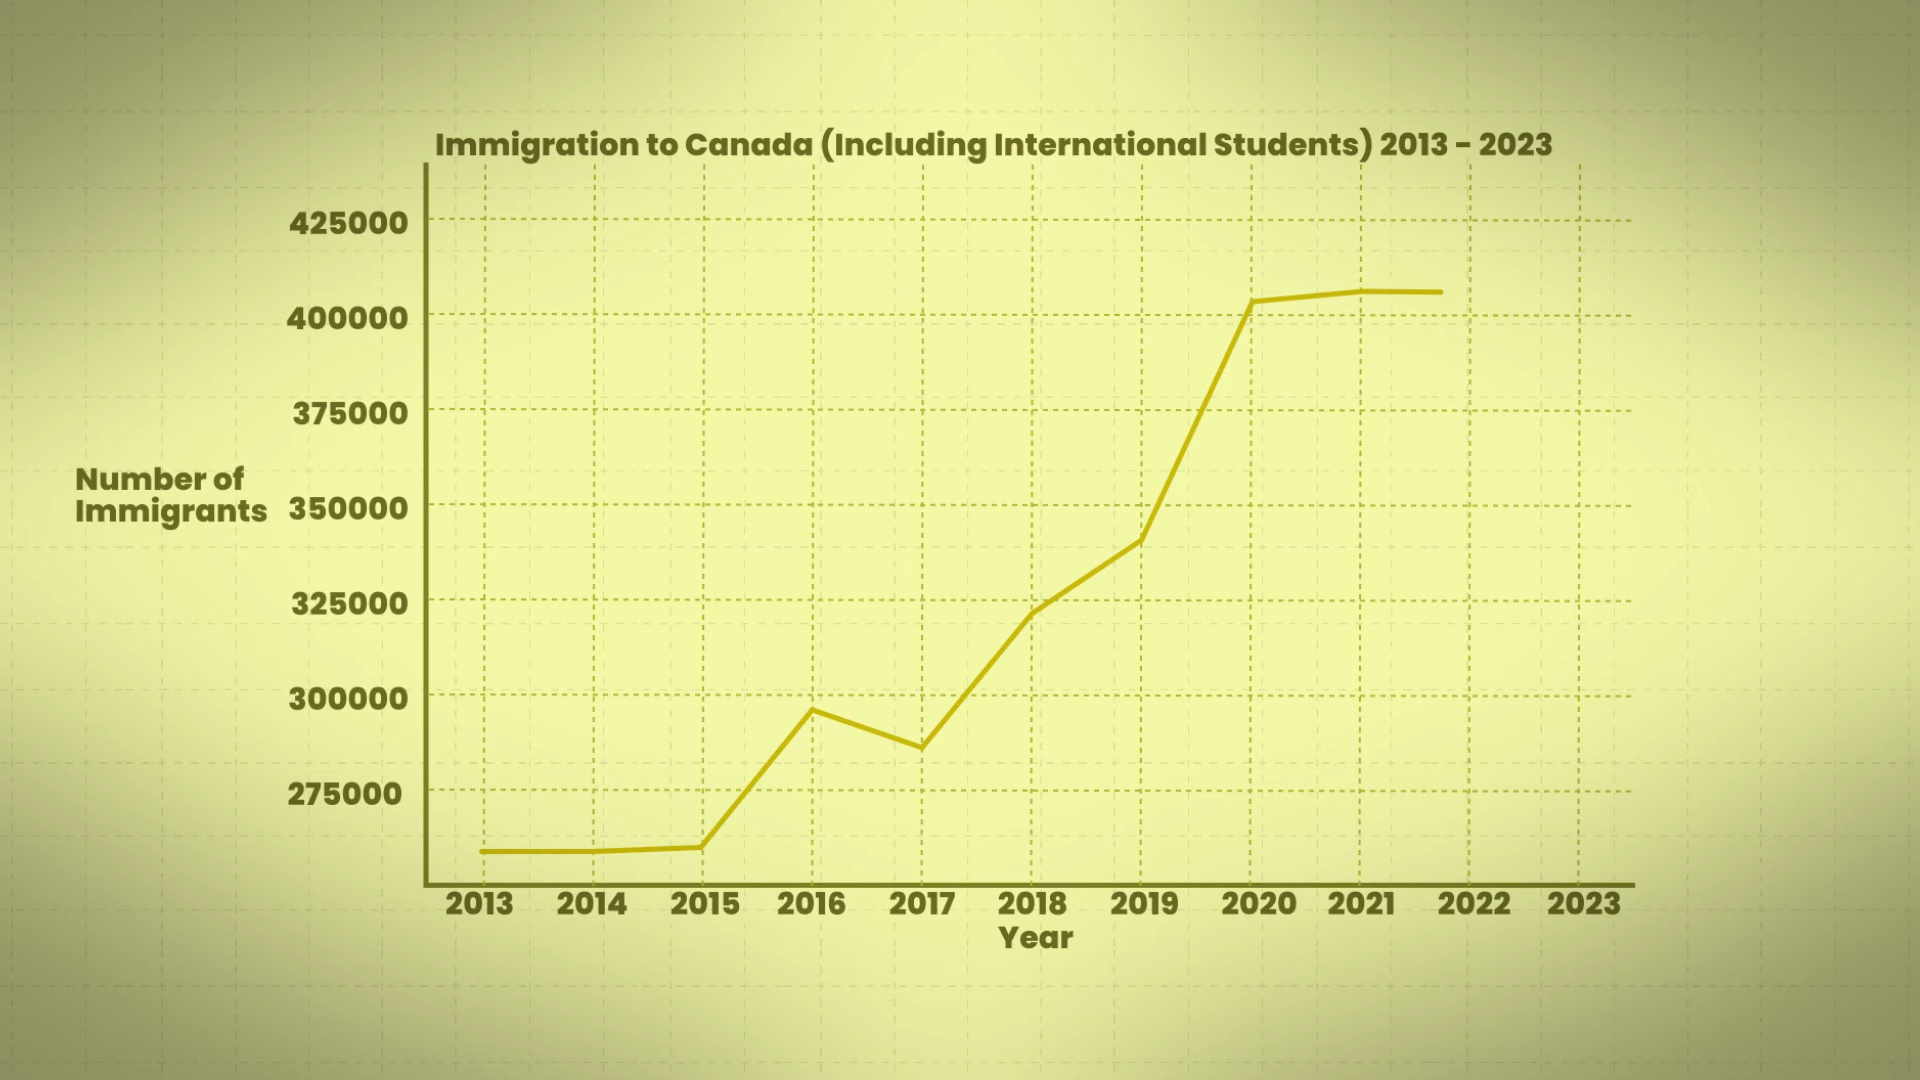 Immigration to Canada (Including International Students) 2013 - 2023
425000
400000
375000
Number of
Immigrants
350000
325000
300000
275000
2013 2014 2015 2016 2017 2018 2019 2020 2021 2022 2023
Year